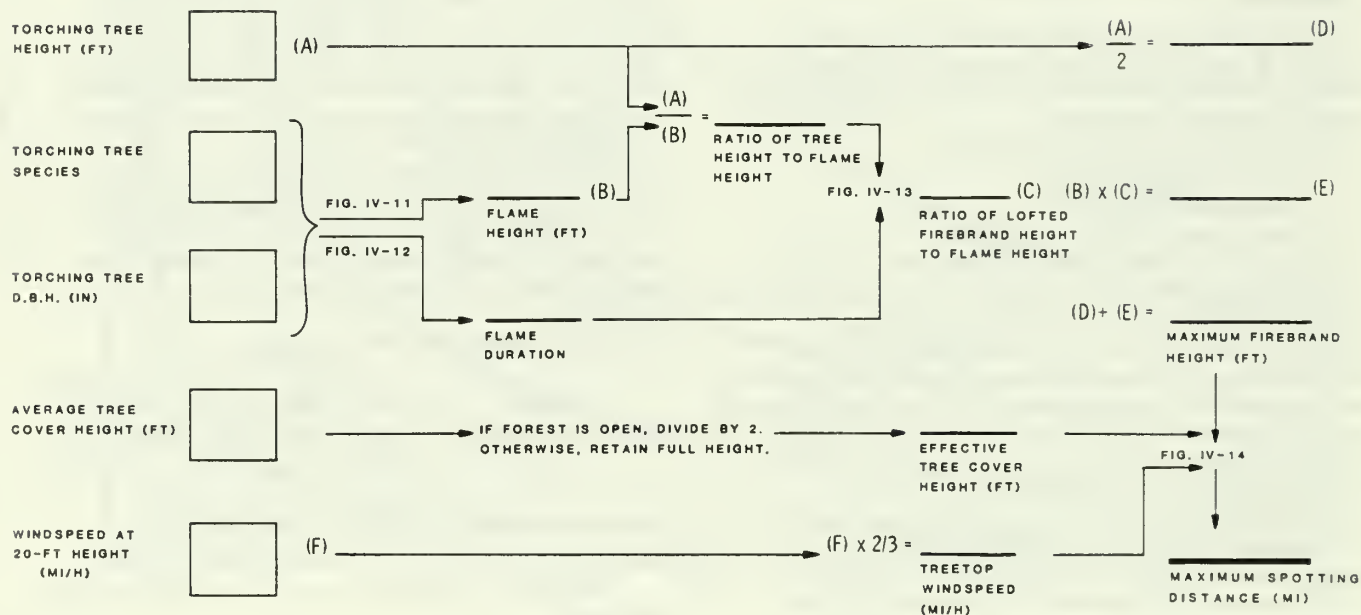 TORCHING TREE
HEIGHT (FT)
(A)
(A)
2
=
(D)
TORCHING TREE
SPECIES
(A)
(B)
=
RATIO OF TREE
HEIGHT TO FLAME
HEIGHT
FIG. IV-11
FLAME
HEIGHT (FT)
(B)
FIG. IV-13
(C)
RATIO OF LOFTED
FIREBRAND HEIGHT
TO FLAME HEIGHT
(B) x (C) =
(E)
TORCHING TREE
D.B.H. (IN)
FIG. IV-12
FLAME
DURATION
(D) + (E) =
MAXIMUM FIREBRAND
HEIGHT (FT)
AVERAGE TREE
COVER HEIGHT (FT)
IF FOREST IS OPEN, DIVIDE BY 2.
OTHERWISE, RETAIN FULL HEIGHT.
EFFECTIVE
TREE COVER
HEIGHT (FT)
FIG. IV-14
WINDSPEED AT
20-FT HEIGHT
(MI/H)
(F)
(F) x 2/3 =
TREETOP
WINDSPEED
(MI/H)
MAXIMUM SPOTTING
DISTANCE (MI)